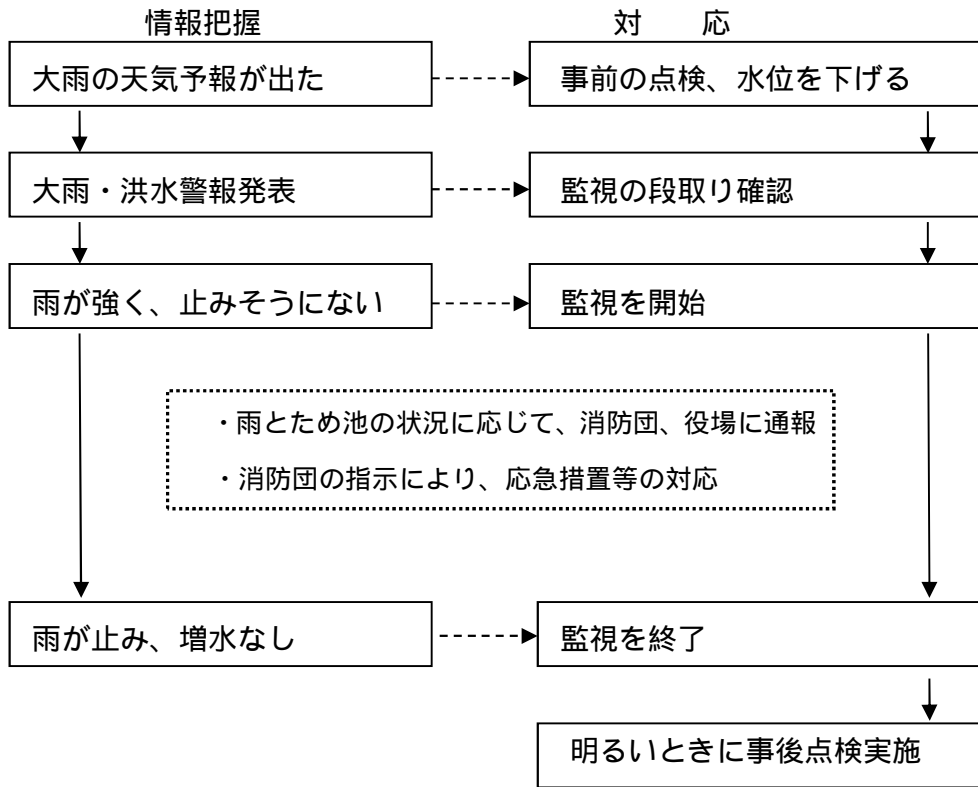 情報把握
対　　応
大雨の天気予報が出た
事前の点検、水位を下げる
大雨・洪水警報発表
監視の段取り確認
雨が強く、止みそうにない
監視を開始
・雨とため池の状況に応じて、消防団、役場に通報
・消防団の指示により、応急措置等の対応
雨が止み、増水なし
監視を終了
明るいときに事後点検実施